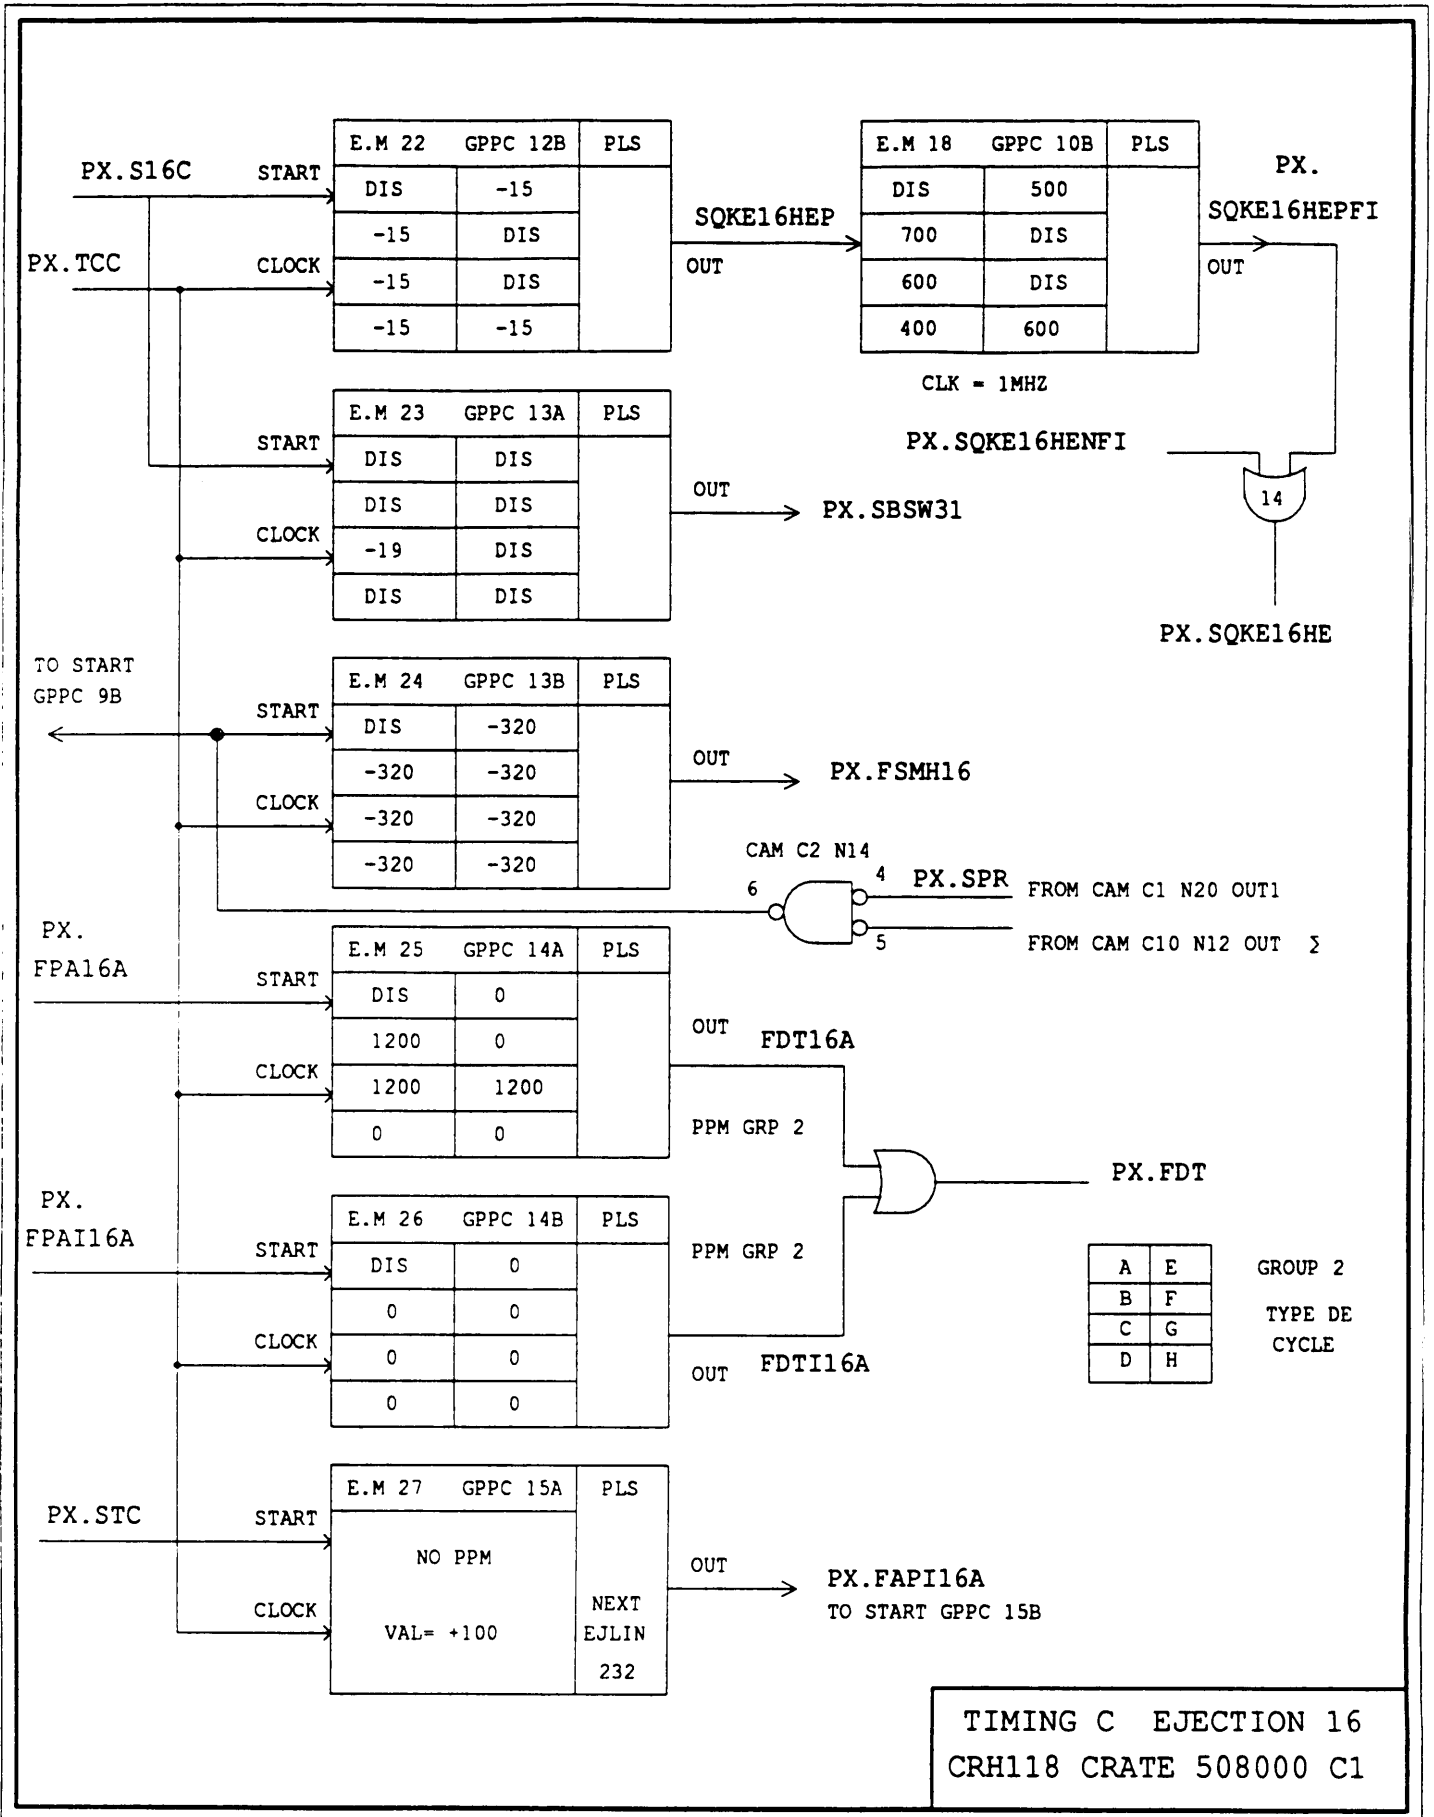 E.M 22 GPPC 12B PLS
PX.S16C START
DIS -15
-15 DIS
PX.TCC CLOCK
-15 DIS
-15 -15
SQKE16HEP
OUT
E.M 18 GPPC 10B PLS
DIS 500
700 DIS
600 DIS
400 600
CLK = 1MHZ
PX.
SQKE16HEPFI
OUT
PX.SQKE16HENFI
14
PX.SQKE16HE
E.M 23 GPPC 13A PLS
START
DIS DIS
DIS DIS
CLOCK
-19 DIS
DIS DIS
OUT
PX.SBSW31
TO START
GPPC 9B
E.M 24 GPPC 13B PLS
START
DIS -320
-320 -320
CLOCK
-320 -320
-320 -320
OUT
PX.FSMH16
CAM C2 N14
6
4 PX.SPR FROM CAM C1 N20 OUT1
5 FROM CAM C10 N12 OUT Σ
PX.
FPA16A
E.M 25 GPPC 14A PLS
START
DIS 0
1200 0
CLOCK
1200 1200
0 0
OUT FDT16A
PPM GRP 2
PX.FDT
PX.
FPAI16A
E.M 26 GPPC 14B PLS
START
DIS 0
0 0
CLOCK
0 0
0 0
PPM GRP 2
OUT FDTI16A
A E
B F
C G
D H
GROUP 2
TYPE DE
CYCLE
PX.STC
E.M 27 GPPC 15A PLS
START
NO PPM
CLOCK
VAL= +100
NEXT
EJLIN
232
OUT
PX.FAPI16A
TO START GPPC 15B
TIMING C EJECTION 16
CRH118 CRATE 508000 C1